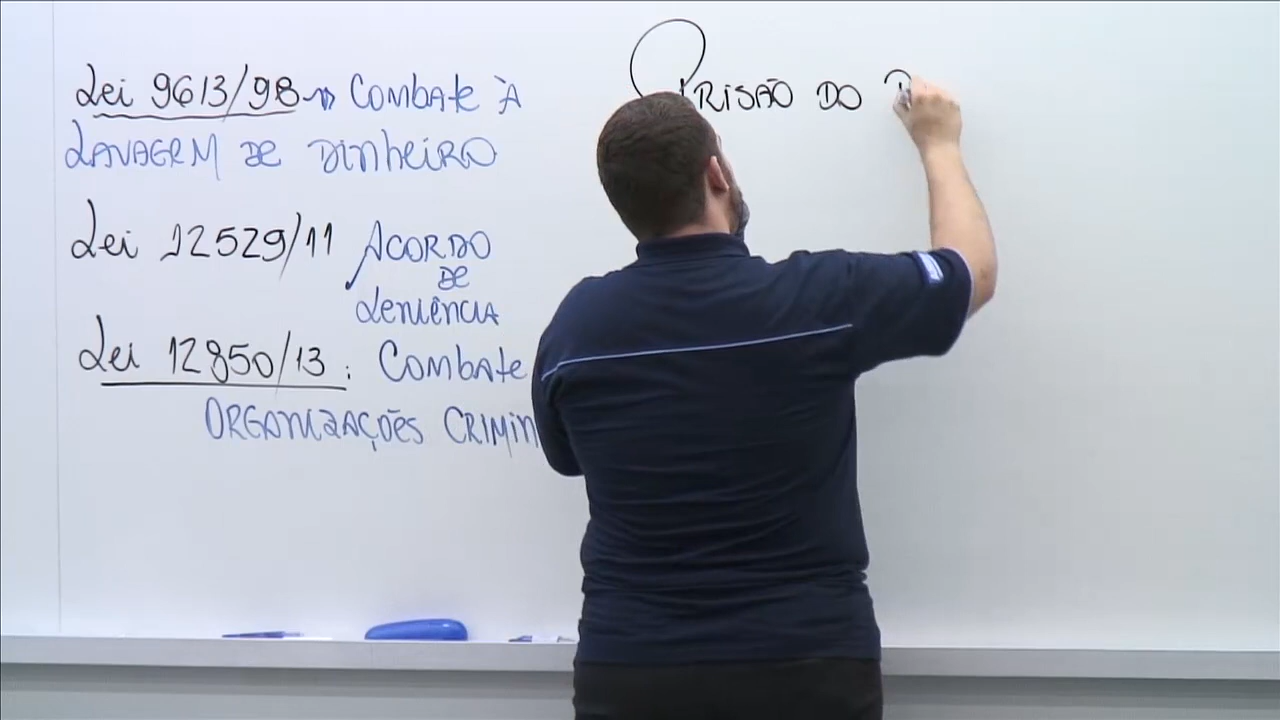 Lei 9613/98 → Combate à
Lavagem de Dinheiro
Lei 12529/11 Acordo
de
Leniência
Lei 12850/13 : Combate
Organizações Crimin
Prisão do